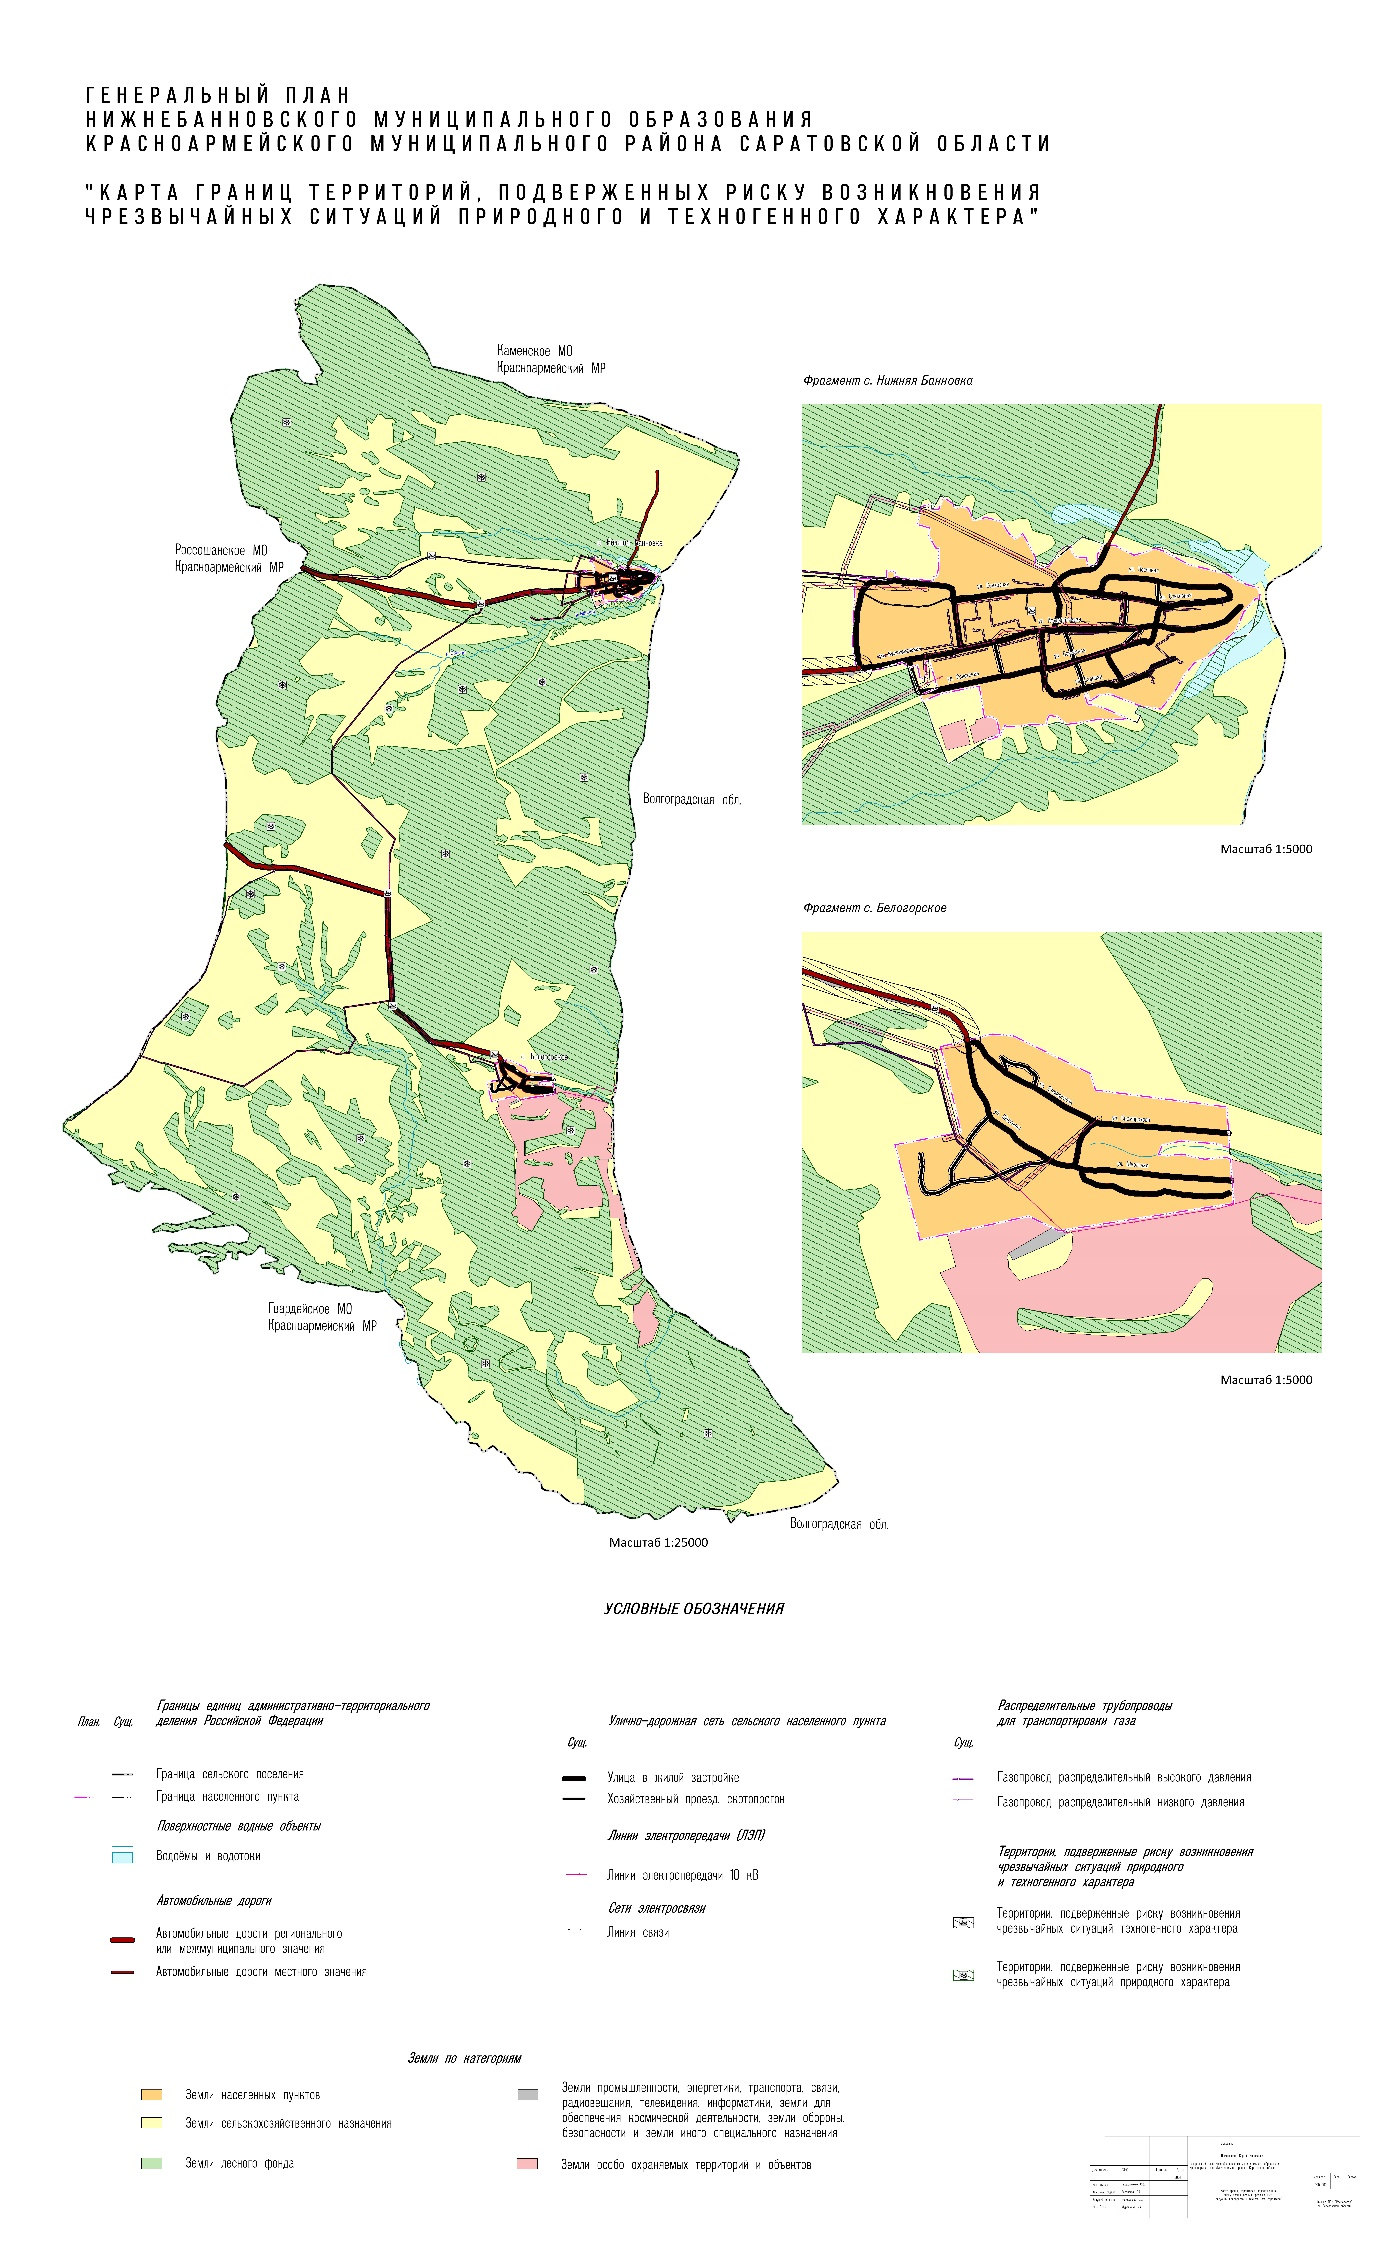 ГЕНЕРАЛЬНЫЙ ПЛАН
НИЖНЕБАННОВСКОГО МУНИЦИПАЛЬНОГО ОБРАЗОВАНИЯ
КРАСНОАРМЕЙСКОГО МУНИЦИПАЛЬНОГО РАЙОНА САРАТОВСКОЙ ОБЛАСТИ
"КАРТА ГРАНИЦ ТЕРРИТОРИЙ, ПОДВЕРЖЕННЫХ РИСКУ ВОЗНИКНОВЕНИЯ
ЧРЕЗВЫЧАЙНЫХ СИТУАЦИЙ ПРИРОДНОГО И ТЕХНОГЕННОГО ХАРАКТЕРА"
Каменское МО
Красноармейский МР
Россошанское МО
Красноармейский МР
Волгоградская обл.
Гвардейское МО
Красноармейский МР
Волгоградская обл.
Масштаб 1:25000
Фрагмент с. Нижняя Банновка
Масштаб 1:5000
Фрагмент с. Белогорское
Масштаб 1:5000
УСЛОВНЫЕ ОБОЗНАЧЕНИЯ
План. Сущ.
Границы единиц административно-территориального
деления Российской Федерации
Граница сельского поселения
Граница населенного пункта
Поверхностные водные объекты
Водоёмы и водотоки
Автомобильные дороги
Автомобильные дороги регионального
или межмуниципального значения
Автомобильные дороги местного значения
Улично-дорожная сеть сельского населенного пункта
Сущ.
Улица в жилой застройке
Хозяйственный проезд, скотопрогон
Линии электропередачи (ЛЭП)
Линии электропередачи 10 кВ
Сети электросвязи
Линия связи
Распределительные трубопроводы
для транспортировки газа
Сущ.
Газопровод распределительный высокого давления
Газопровод распределительный низкого давления
Территории, подверженные риску возникновения
чрезвычайных ситуаций природного
и техногенного характера
Территории, подверженные риску возникновения
чрезвычайных ситуаций техногенного характера
Территории, подверженные риску возникновения
чрезвычайных ситуаций природного характера
Земли по категориям
Земли населенных пунктов
Земли сельскохозяйственного назначения
Земли лесного фонда
Земли промышленности, энергетики, транспорта, связи,
радиовещания, телевидения, информатики, земли для
обеспечения космической деятельности, земли обороны,
безопасности и земли иного специального назначения
Земли особо охраняемых территорий и объектов